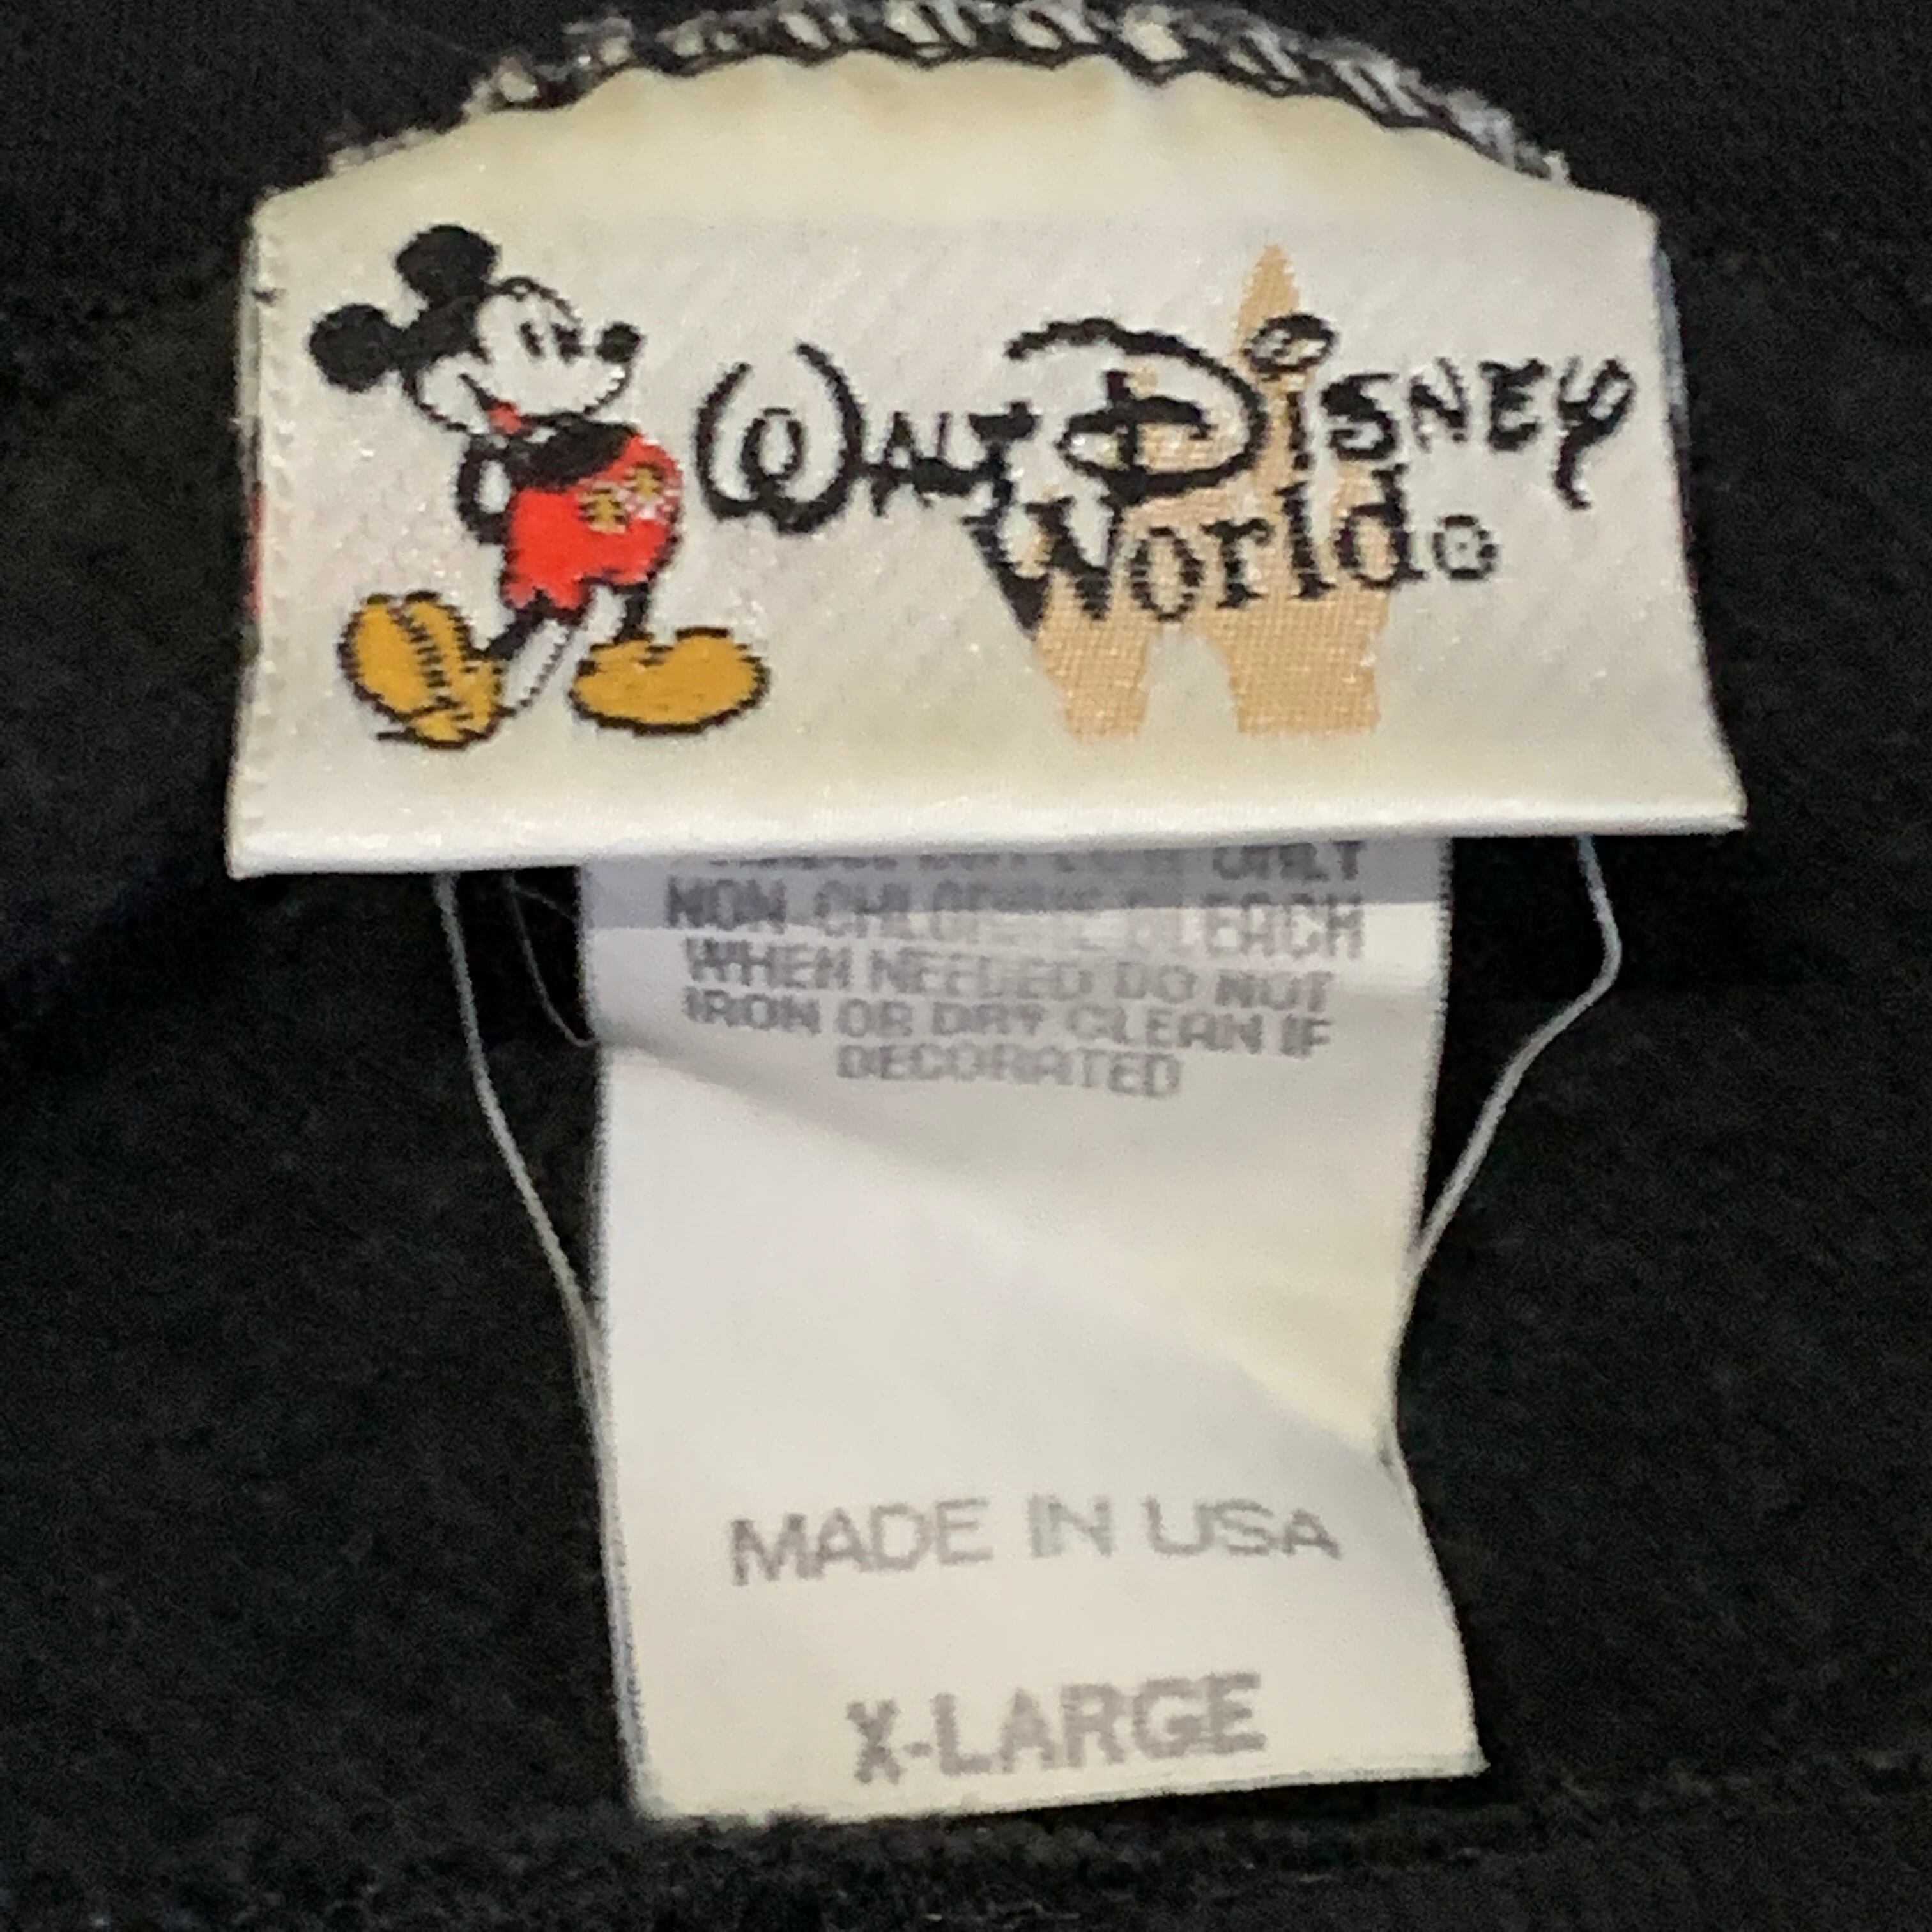 WALT DISNEY
World®
ONLY
NON CHLORINE BLEACH
WHEN NEEDED DO NOT
IRON OR DRY CLEAN IF
DECORATED
MADE IN USA
X-LARGE